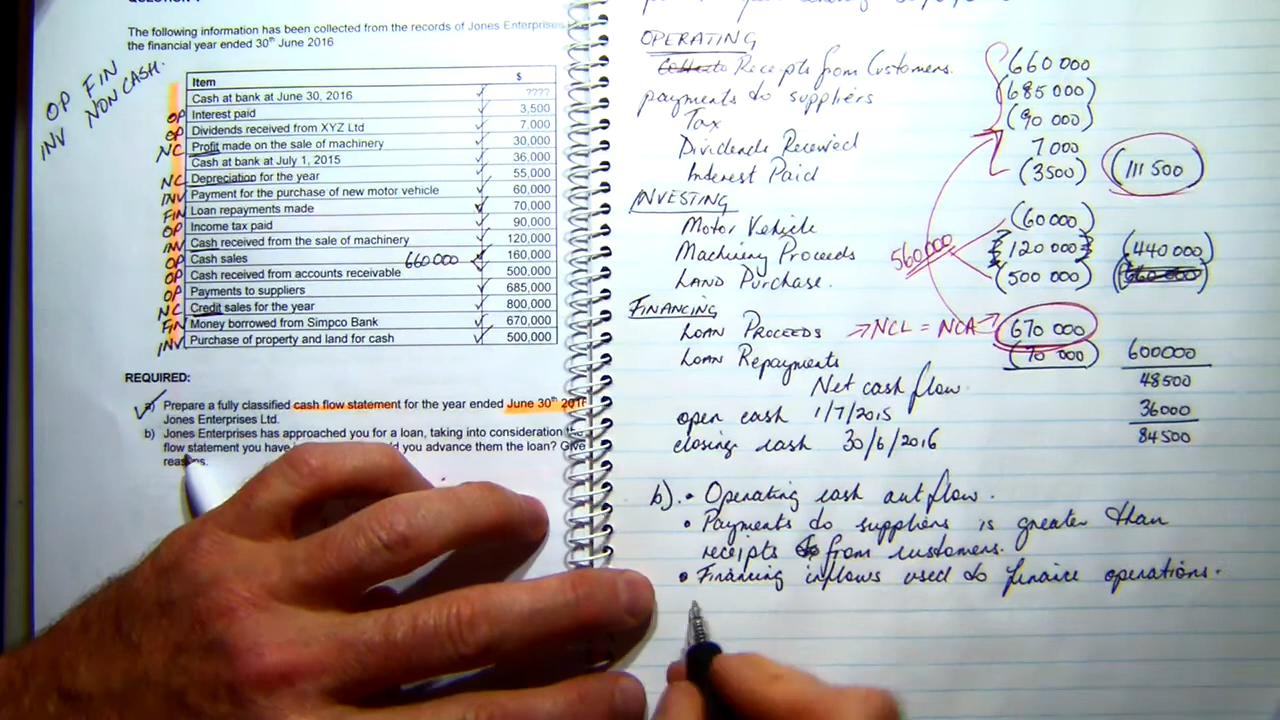 The following information has been collected from the records of Jones Enterprises
the financial year ended 30th June 2016
OP FIN
INV NON CASH.
Item $
Cash at bank at June 30, 2016 ✓ ????
OP Interest paid ✓ 3,500
OP Dividends received from XYZ Ltd ✓ 7,000
NC Profit made on the sale of machinery ✓ 30,000
Cash at bank at July 1, 2015 ✓ 36,000
NC Depreciation for the year ✓ 55,000
INV Payment for the purchase of new motor vehicle ✓ 60,000
FIN Loan repayments made ✓ 70,000
OP Income tax paid ✓ 90,000
INV Cash received from the sale of machinery ✓ 120,000
OP Cash sales 660000 ✓ 160,000
OP Cash received from accounts receivable ✓ 500,000
OP Payments to suppliers ✓ 685,000
NC Credit sales for the year ✓ 800,000
FIN Money borrowed from Simpco Bank ✓ 670,000
INV Purchase of property and land for cash ✓ 500,000
REQUIRED:
a) Prepare a fully classified cash flow statement for the year ended June 30th
Jones Enterprises Ltd.
b) Jones Enterprises has approached you for a loan, taking into consideration
flow statement you have you advance them the loan? Give
OPERATING
Receipts from Customers. 660 000
payments to suppliers (685 000)
Tax (90 000)
Dividends Received 7 000
Interest Paid (3500) (111 500)
INVESTING
Motor Vehicle (60 000)
Machinery Proceeds 120 000 (440 000)
LAND Purchase. (500 000)
560,000
FINANCING
LOAN PROCEEDS → NCL = NCA → 670 000
LOAN Repayments (70 000) 600000
Net cash flow. 48500
open cash 1/7/2015 36000
closing cash 30/6/2016 84500
b). • Operating cash outflow.
• Payments to suppliers is greater than
receipts from customers.
• Financing inflows used to finance operations.